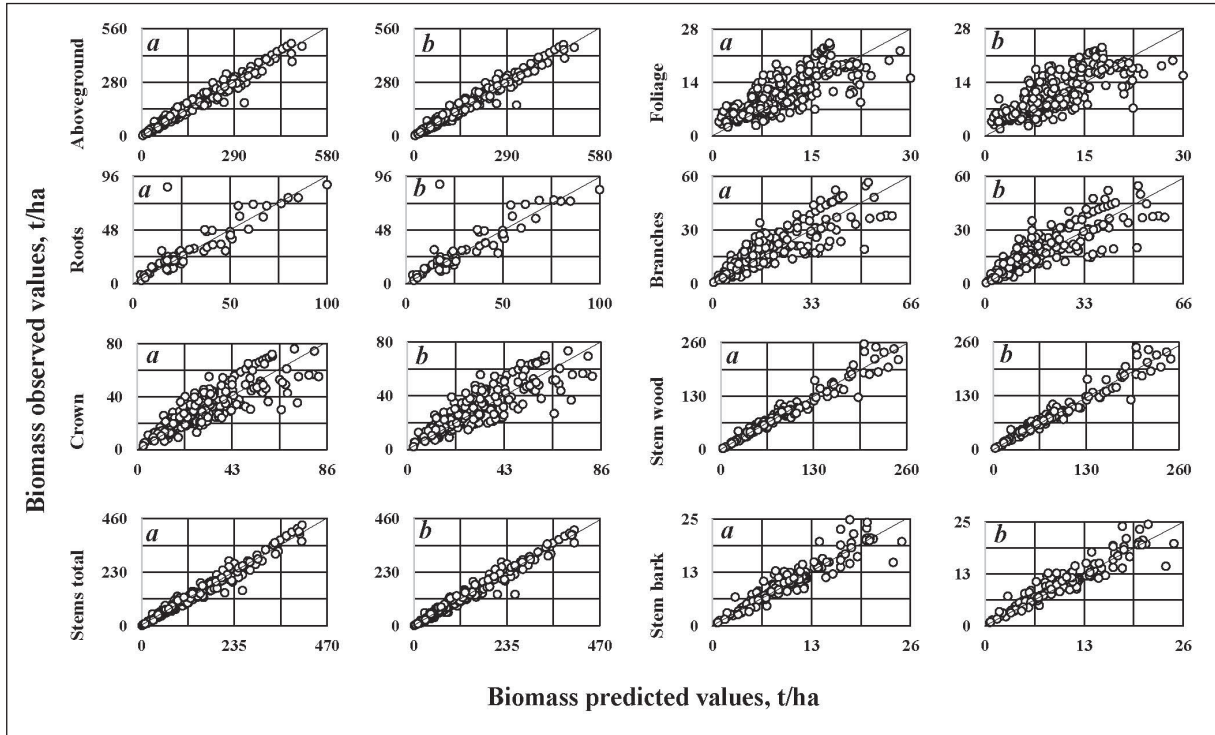 Biomass observed values, t/ha
Aboveground
560
280
0
a
0 290 580
560
280
0
b
0 290 580
Foliage
28
14
0
a
0 15 30
28
14
0
b
0 15 30
Roots
96
48
0
a
0 50 100
96
48
0
b
0 50 100
Branches
60
30
0
a
0 33 66
60
30
0
b
0 33 66
Crown
80
40
0
a
0 43 86
80
40
0
b
0 43 86
Stem wood
260
130
0
a
0 130 260
260
130
0
b
0 130 260
Stems total
460
230
0
a
0 235 470
460
230
0
b
0 235 470
Stem bark
25
13
0
a
0 13 26
25
13
0
b
0 13 26
Biomass predicted values, t/ha